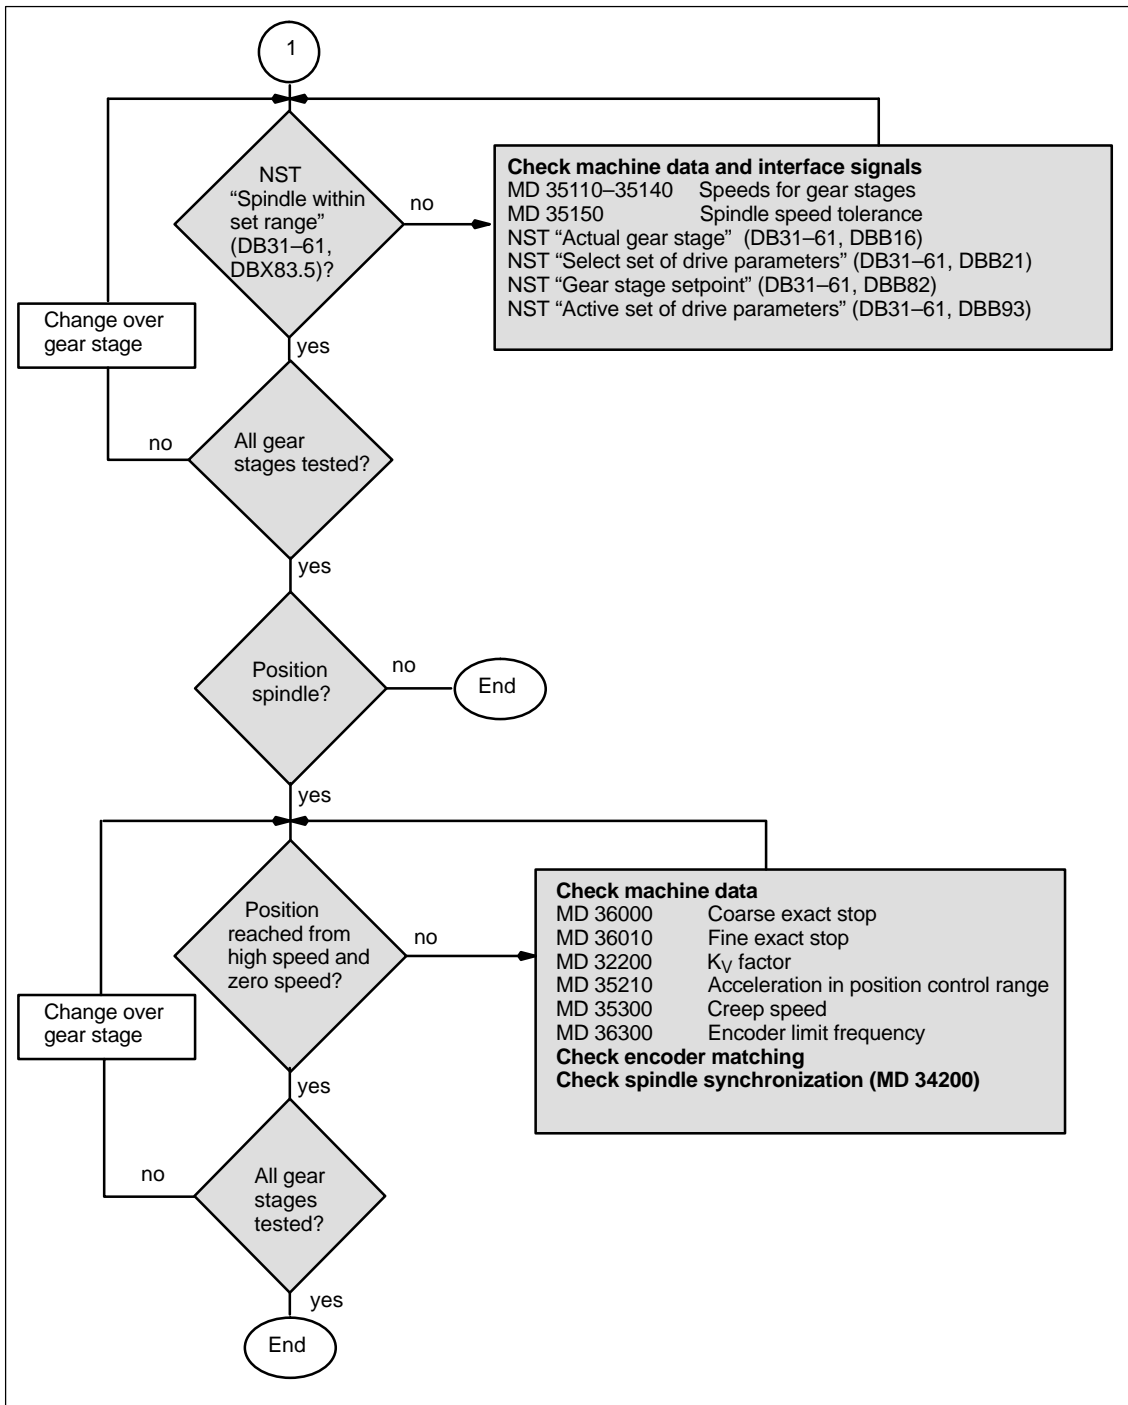 1
NST
“Spindle within
set range”
(DB31–61,
DBX83.5)?
no
Check machine data and interface signals
MD 35110–35140 Speeds for gear stages
MD 35150 Spindle speed tolerance
NST “Actual gear stage” (DB31–61, DBB16)
NST “Select set of drive parameters” (DB31–61, DBB21)
NST “Gear stage setpoint” (DB31–61, DBB82)
NST “Active set of drive parameters” (DB31–61, DBB93)
Change over
gear stage
yes
no
All gear
stages tested?
yes
Position
spindle?
no
End
yes
Position
reached from
high speed and
zero speed?
no
Check machine data
MD 36000 Coarse exact stop
MD 36010 Fine exact stop
MD 32200 KV factor
MD 35210 Acceleration in position control range
MD 35300 Creep speed
MD 36300 Encoder limit frequency
Check encoder matching
Check spindle synchronization (MD 34200)
Change over
gear stage
yes
no
All gear
stages
tested?
yes
End